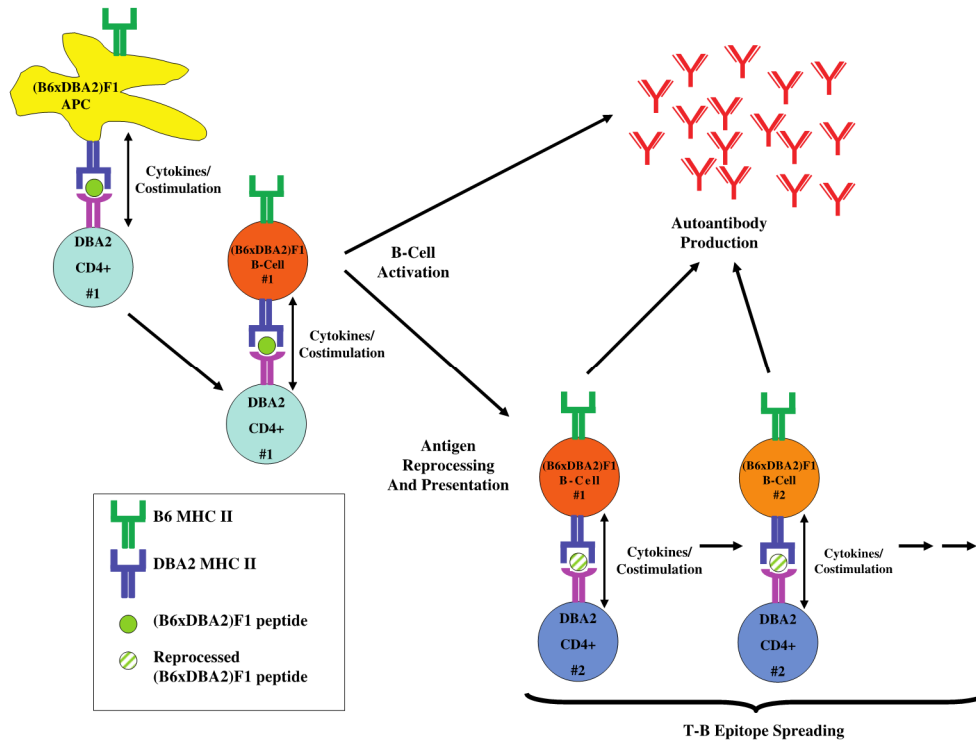 (B6xDBA2)F1
APC
Cytokines/
Costimulation
DBA2
CD4+
#1
(B6xDBA2)F1
B-Cell
#1
Cytokines/
Costimulation
DBA2
CD4+
#1
B-Cell
Activation
Autoantibody
Production
Antigen
Reprocessing
And Presentation
(B6xDBA2)F1
B-Cell
#1
Cytokines/
Costimulation
DBA2
CD4+
#2
(B6xDBA2)F1
B-Cell
#2
Cytokines/
Costimulation
DBA2
CD4+
#2
T-B Epitope Spreading
B6 MHC II
DBA2 MHC II
(B6xDBA2)F1 peptide
Reprocessed
(B6xDBA2)F1 peptide